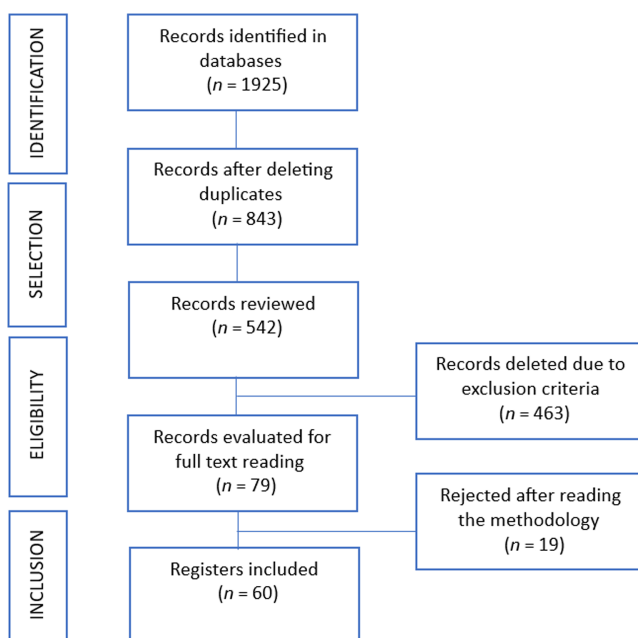 IDENTIFICATION
Records identified in
databases
(n = 1925)
Records after deleting
duplicates
(n = 843)
SELECTION
Records reviewed
(n = 542)
ELIGIBILITY
Records deleted due to
exclusion criteria
(n = 463)
Records evaluated for
full text reading
(n = 79)
Rejected after reading
the methodology
(n = 19)
INCLUSION
Registers included
(n = 60)